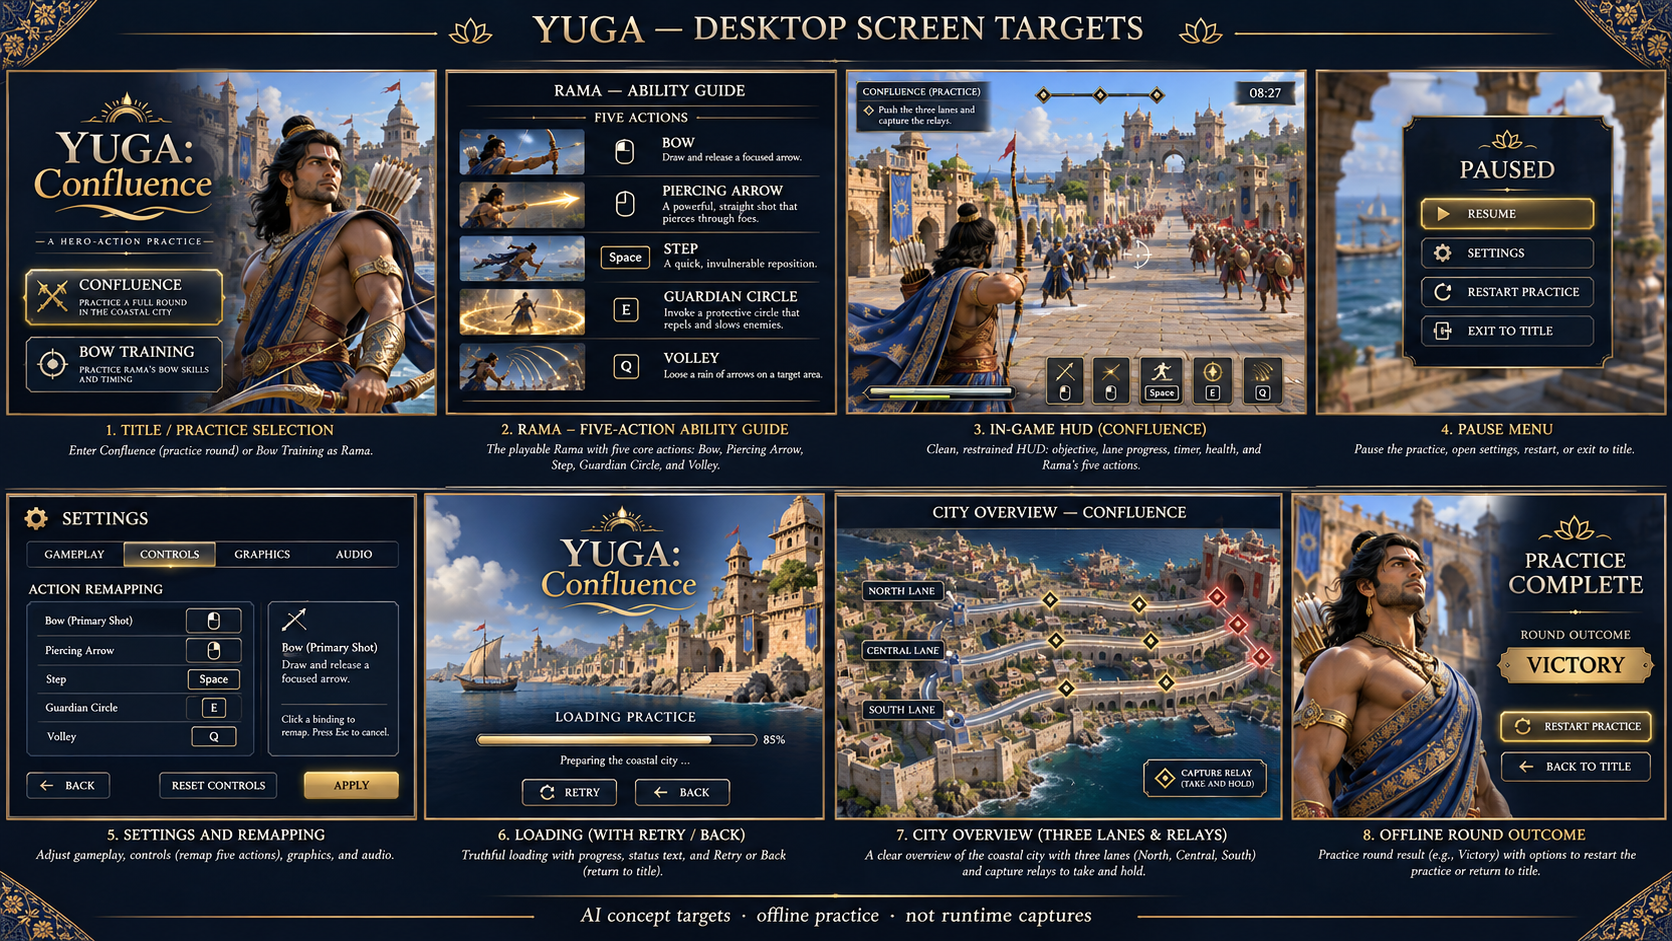 YUGA — DESKTOP SCREEN TARGETS
YUGA:
Confluence
A HERO-ACTION PRACTICE
CONFLUENCE
PRACTICE A FULL ROUND
IN THE COASTAL CITY
BOW TRAINING
PRACTICE RAMA'S BOW SKILLS
AND TIMING
1. TITLE / PRACTICE SELECTION
Enter Confluence (practice round) or Bow Training as Rama.
RAMA — ABILITY GUIDE
FIVE ACTIONS
BOW
Draw and release a focused arrow.
PIERCING ARROW
A powerful, straight shot that
pierces through foes.
Space
STEP
A quick, invulnerable reposition.
E
GUARDIAN CIRCLE
Invoke a protective circle that
repels and slows enemies.
Q
VOLLEY
Loose a rain of arrows on a target area.
2. RAMA – FIVE-ACTION ABILITY GUIDE
The playable Rama with five core actions: Bow, Piercing Arrow,
Step, Guardian Circle, and Volley.
CONFLUENCE (PRACTICE)
Push the three lanes and
capture the relays.
08:27
Space
E
Q
3. IN-GAME HUD (CONFLUENCE)
Clean, restrained HUD: objective, lane progress, timer, health, and
Rama's five actions.
PAUSED
RESUME
SETTINGS
RESTART PRACTICE
EXIT TO TITLE
4. PAUSE MENU
Pause the practice, open settings, restart, or exit to title.
SETTINGS
GAMEPLAY
CONTROLS
GRAPHICS
AUDIO
ACTION REMAPPING
Bow (Primary Shot)
Piercing Arrow
Step
Space
Guardian Circle
E
Volley
Q
Bow (Primary Shot)
Draw and release a
focused arrow.
Click a binding to
remap. Press Esc to cancel.
BACK
RESET CONTROLS
APPLY
5. SETTINGS AND REMAPPING
Adjust gameplay, controls (remap five actions), graphics, and audio.
YUGA:
Confluence
LOADING PRACTICE
85%
Preparing the coastal city ...
RETRY
BACK
6. LOADING (WITH RETRY / BACK)
Truthful loading with progress, status text, and Retry or Back
(return to title).
CITY OVERVIEW — CONFLUENCE
NORTH LANE
CENTRAL LANE
SOUTH LANE
CAPTURE RELAY
(TAKE AND HOLD)
7. CITY OVERVIEW (THREE LANES & RELAYS)
A clear overview of the coastal city with three lanes (North, Central, South)
and capture relays to take and hold.
PRACTICE
COMPLETE
ROUND OUTCOME
VICTORY
RESTART PRACTICE
BACK TO TITLE
8. OFFLINE ROUND OUTCOME
Practice round result (e.g., Victory) with options to restart the
practice or return to title.
AI concept targets · offline practice · not runtime captures